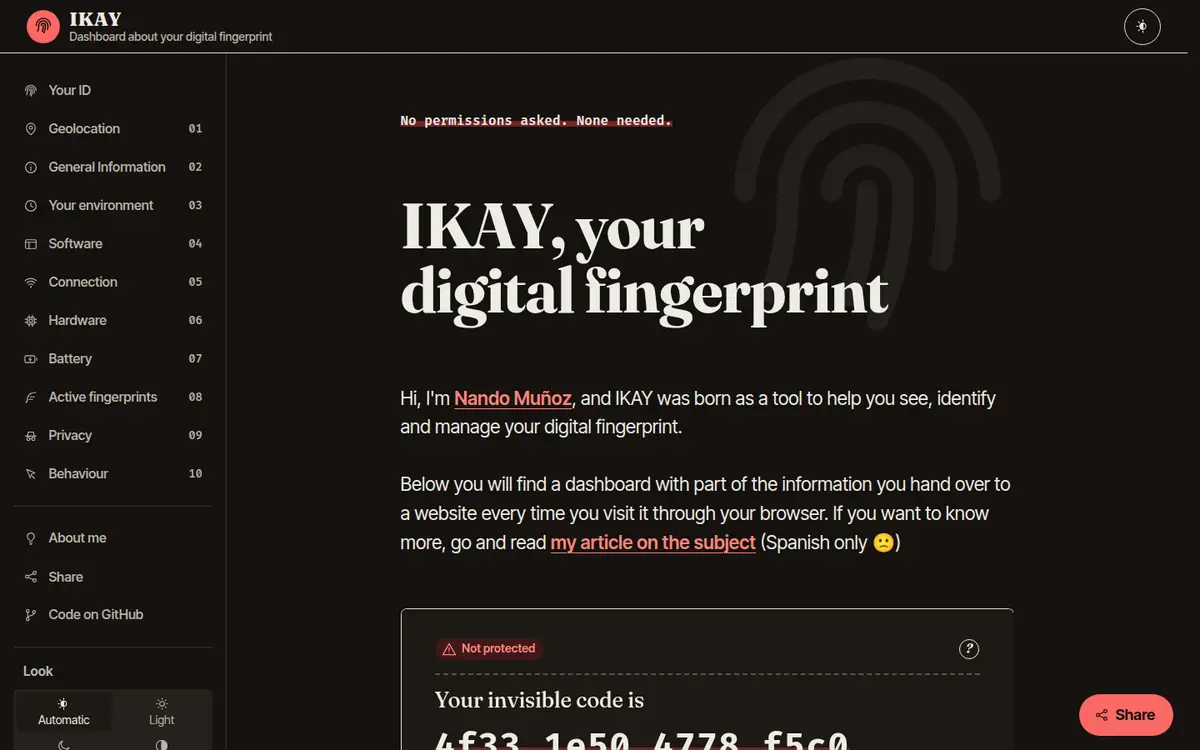 IKAY
Dashboard about your digital fingerprint
Your ID
Geolocation 01
General Information 02
Your environment 03
Software 04
Connection 05
Hardware 06
Battery 07
Active fingerprints 08
Privacy 09
Behaviour 10
About me
Share
Code on GitHub
Look
Automatic
Light
No permissions asked. None needed.
IKAY, your
digital fingerprint
Hi, I'm Nando Muñoz, and IKAY was born as a tool to help you see, identify
and manage your digital fingerprint.
Below you will find a dashboard with part of the information you hand over to
a website every time you visit it through your browser. If you want to know
more, go and read my article on the subject (Spanish only 🙁)
Not protected
?
Your invisible code is
4f33 1e50 4778 f5c0
Share